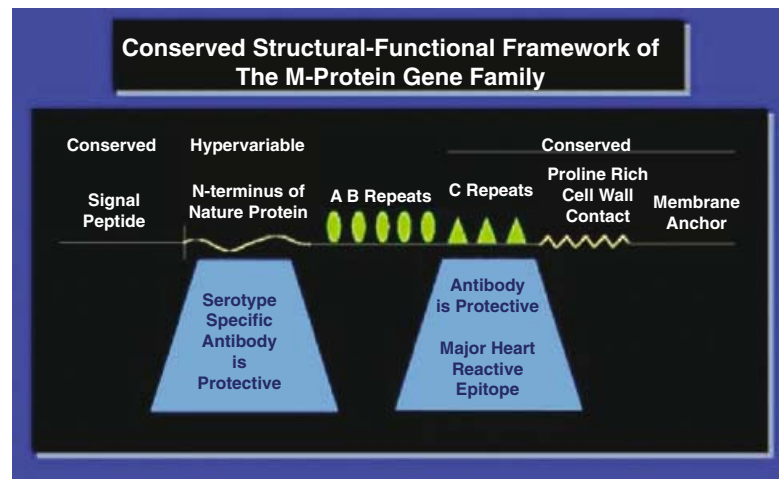 Conserved Structural-Functional Framework of
The M-Protein Gene Family
Conserved
Hypervariable
Conserved
Signal
Peptide
N-terminus of
Nature Protein
A B Repeats
C Repeats
Proline Rich
Cell Wall
Contact
Membrane
Anchor
Serotype
Specific
Antibody
is
Protective
Antibody
is Protective
Major Heart
Reactive
Epitope